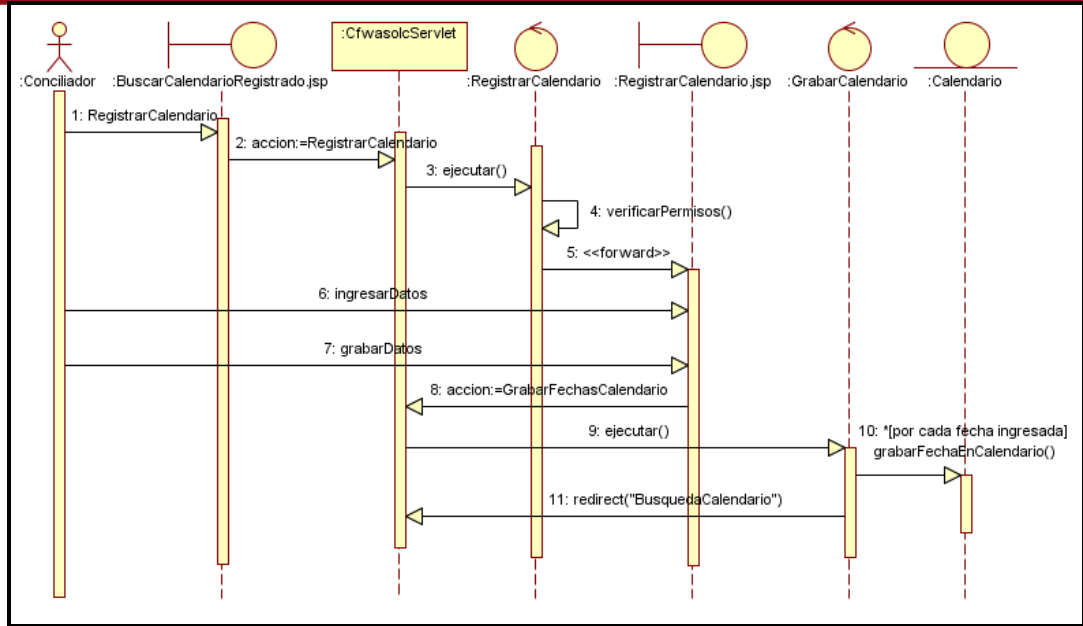 :CfwasolcServlet
:Conciliador
:BuscarCalendarioRegistrado.jsp
:RegistrarCalendario
:RegistrarCalendario.jsp
:GrabarCalendario
:Calendario
1: RegistrarCalendario
2: accion:=RegistrarCalendario
3: ejecutar()
4: verificarPermisos()
5: <<forward>>
6: ingresarDatos
7: grabarDatos
8: accion:=GrabarFechasCalendario
9: ejecutar()
10: *[por cada fecha ingresada]
grabarFechaEnCalendario()
11: redirect("BusquedaCalendario")